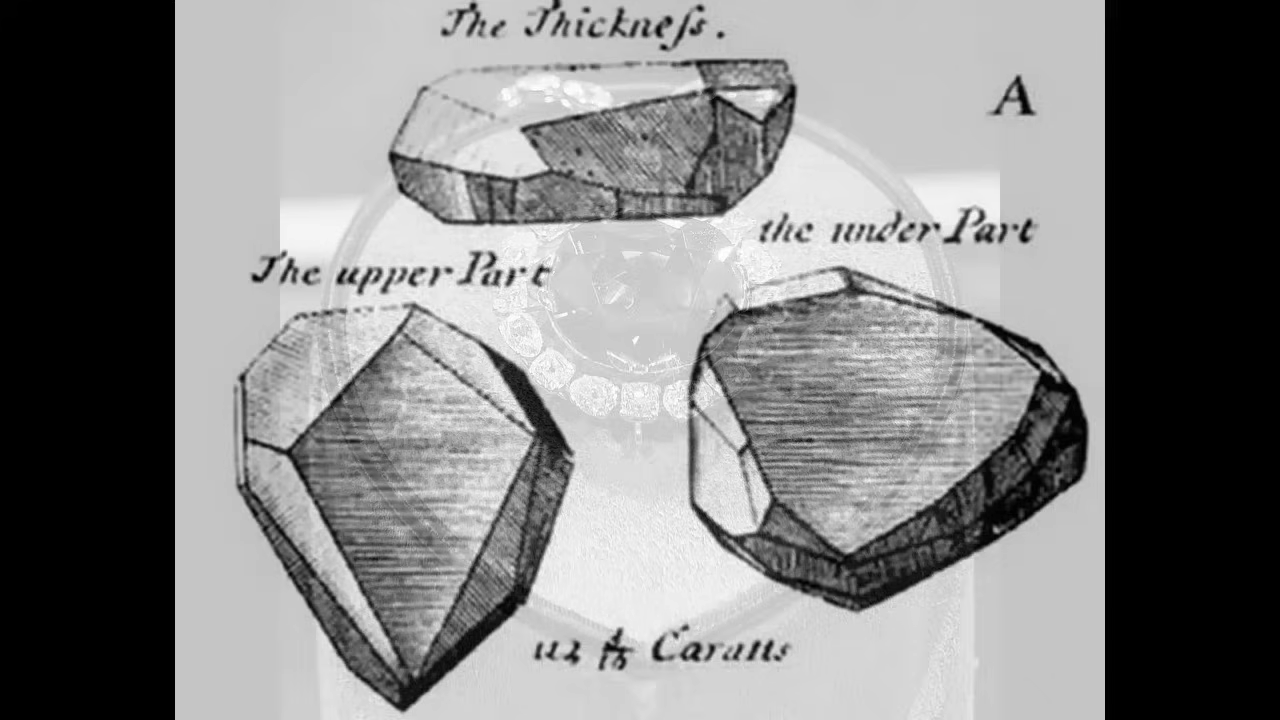 The Thickneſs.
A
the under Part
The upper Part
112 3/16 Caratts